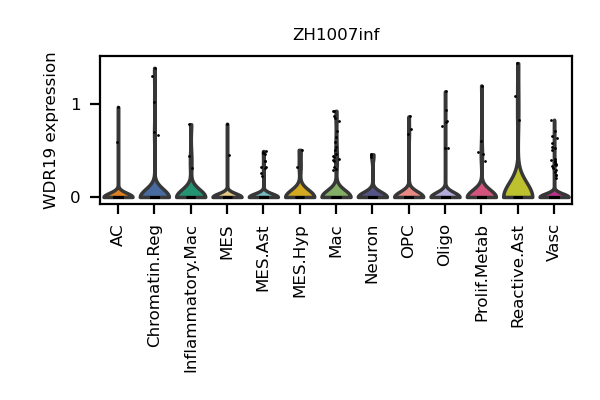 ZH1007inf
WDR19 expression
1
0
AC
Chromatin.Reg
Inflammatory.Mac
MES
MES.Ast
MES.Hyp
Mac
Neuron
OPC
Oligo
Prolif.Metab
Reactive.Ast
Vasc